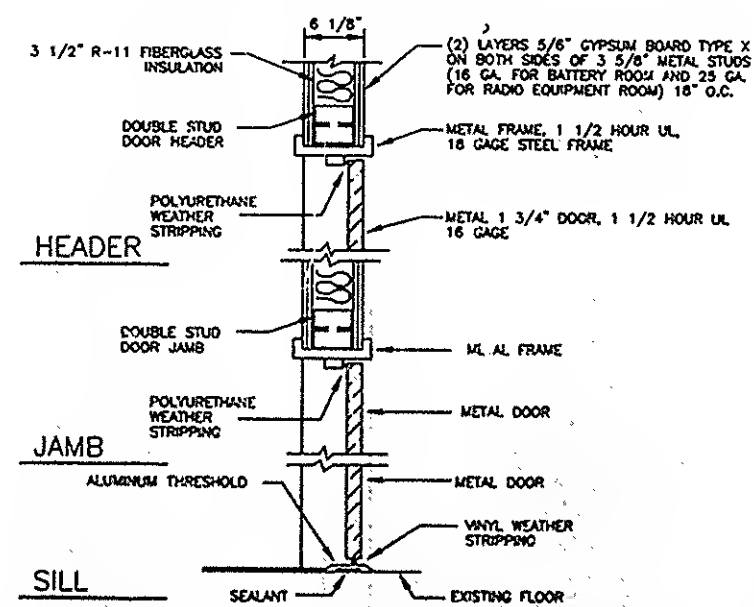 6 1/8"
3 1/2" R-11 FIBERGLASS
INSULATION
(2) LAYERS 5/6" GYPSUM BOARD TYPE X
ON BOTH SIDES OF 3 5/8" METAL STUDS
(16 GA. FOR BATTERY ROOM AND 25 GA.
FOR RADIO EQUIPMENT ROOM) 16" O.C.
DOUBLE STUD
DOOR HEADER
METAL FRAME, 1 1/2 HOUR UL,
16 GAGE STEEL FRAME
POLYURETHANE
WEATHER
STRIPPING
METAL 1 3/4" DOOR, 1 1/2 HOUR UL
16 GAGE
HEADER
DOUBLE STUD
DOOR JAMB
FRAME
POLYURETHANE
WEATHER
STRIPPING
METAL DOOR
JAMB
ALUMINUM THRESHOLD
METAL DOOR
VINYL WEATHER
STRIPPING
SILL
SEALANT
EXISTING FLOOR